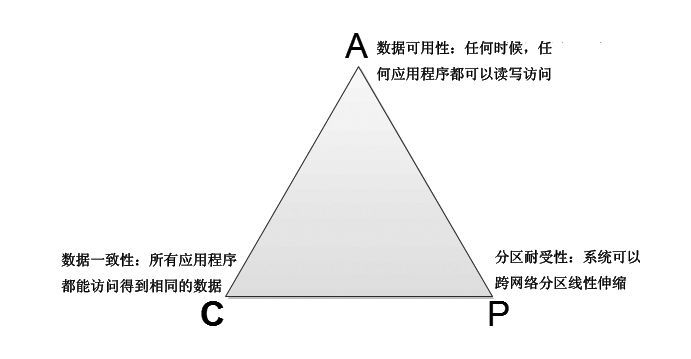 A
数据可用性：任何时候，任
何应用程序都可以读写访问
数据一致性：所有应用程序
都能访问得到相同的数据
C
分区耐受性：系统可以
跨网络分区线性伸缩
P